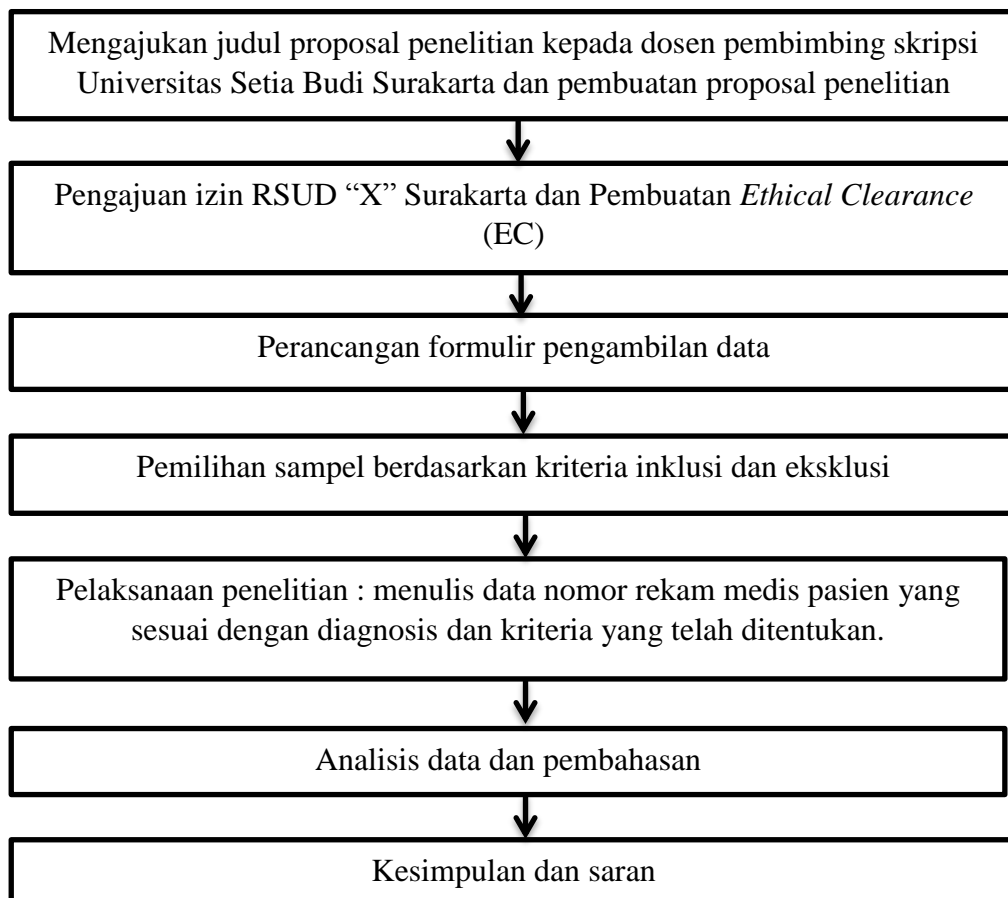 Mengajukan judul proposal penelitian kepada dosen pembimbing skripsi
Universitas Setia Budi Surakarta dan pembuatan proposal penelitian
Pengajuan izin RSUD “X” Surakarta dan Pembuatan Ethical Clearance
(EC)
Perancangan formulir pengambilan data
Pemilihan sampel berdasarkan kriteria inklusi dan eksklusi
Pelaksanaan penelitian : menulis data nomor rekam medis pasien yang
sesuai dengan diagnosis dan kriteria yang telah ditentukan.
Analisis data dan pembahasan
Kesimpulan dan saran